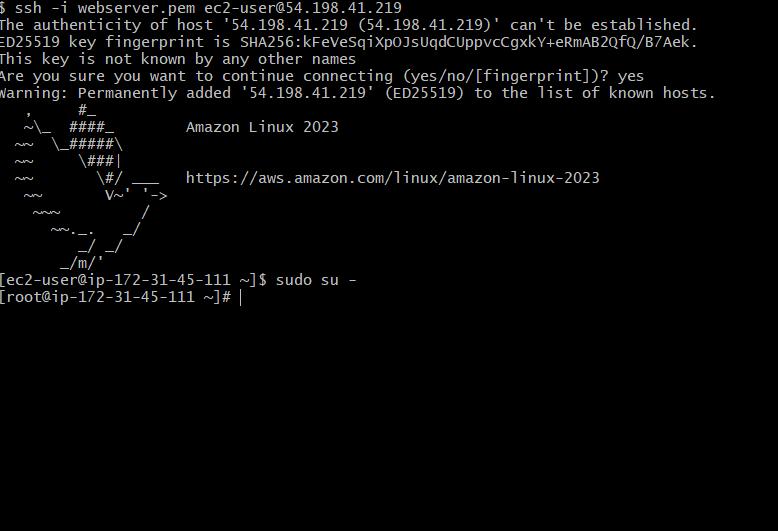 $ ssh -i webserver.pem ec2-user@54.198.41.219
The authenticity of host '54.198.41.219 (54.198.41.219)' can't be established.
ED25519 key fingerprint is SHA256:kFeVeSqiXpOJsUqdCUppvcCgxkY+eRmAB2QfQ/B7Aek.
This key is not known by any other names
Are you sure you want to continue connecting (yes/no/[fingerprint])? yes
Warning: Permanently added '54.198.41.219' (ED25519) to the list of known hosts.
   ,     #_
   ~\_  ####_        Amazon Linux 2023
  ~~  \_#####\
  ~~     \###|
  ~~       \#/ ___   https://aws.amazon.com/linux/amazon-linux-2023
   ~~       V~' '->
    ~~~         /
      ~~._.   _/
         _/ _/
       _/m/'
[ec2-user@ip-172-31-45-111 ~]$ sudo su -
[root@ip-172-31-45-111 ~]#